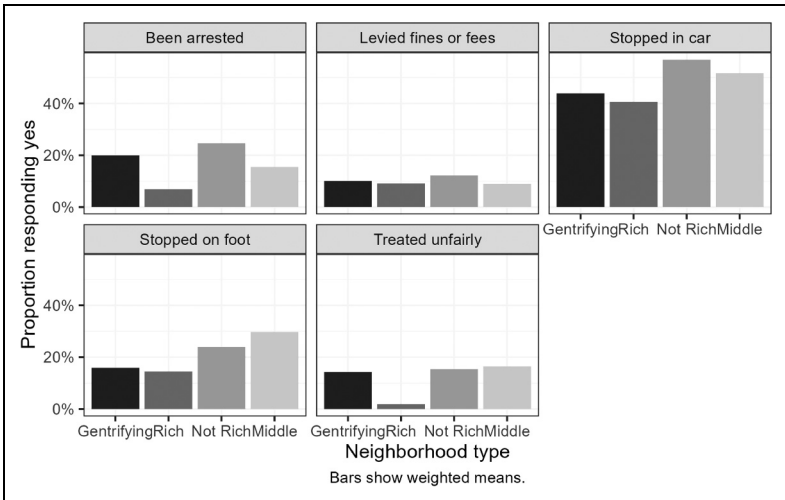 Been arrested
Levied fines or fees
Stopped in car
Proportion responding yes
40%
20%
0%
GentrifyingRich Not RichMiddle
Stopped on foot
Treated unfairly
40%
20%
0%
GentrifyingRich Not RichMiddle
GentrifyingRich Not RichMiddle
Neighborhood type
Bars show weighted means.